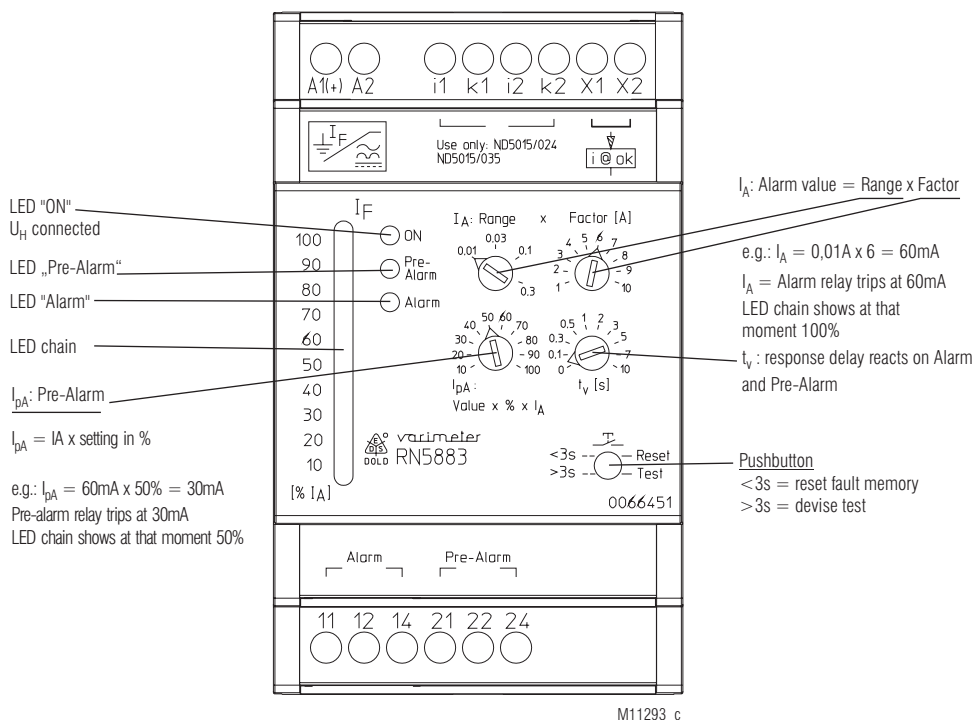 A1(+) A2 i1 k1 i2 k2 X1 X2
IF
Use only: ND5015/024
ND5015/035
i @ ok
LED "ON"
UH connected
LED „Pre-Alarm“
LED "Alarm"
LED chain
IpA: Pre-Alarm
IpA = IA x setting in %
e.g.: IpA = 60mA x 50% = 30mA
Pre-alarm relay trips at 30mA
LED chain shows at that moment 50%
IF
100
90
80
70
60
50
40
30
20
10
[% IA]
ON
Pre-
Alarm
Alarm
IA: Range x Factor [A]
0.01 0.03 0.1 0.3
1 2 3 4 5 6 7 8 9 10
10 20 30 40 50 60 70 80 90 100
IpA:
Value x % x IA
0 0.1 0.3 0.5 1 2 3 5 7 10
tv [s]
E D S
DOLD
varimeter
RN5883
<3s Reset
>3s Test
0066451
IA: Alarm value = Range x Factor
e.g.: IA = 0,01A x 6 = 60mA
IA = Alarm relay trips at 60mA
LED chain shows at that
moment 100%
tv : response delay reacts on Alarm
and Pre-Alarm
Pushbutton
<3s = reset fault memory
>3s = devise test
Alarm Pre-Alarm
11 12 14 21 22 24
M11293_c